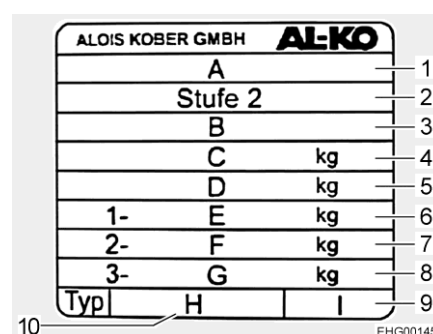 ALOIS KOBER GMBH AL-KO
A 1
Stufe 2 2
B 3
C kg 4
D kg 5
1- E kg 6
2- F kg 7
3- G kg 8
Typ H I 9
10 EHG00145